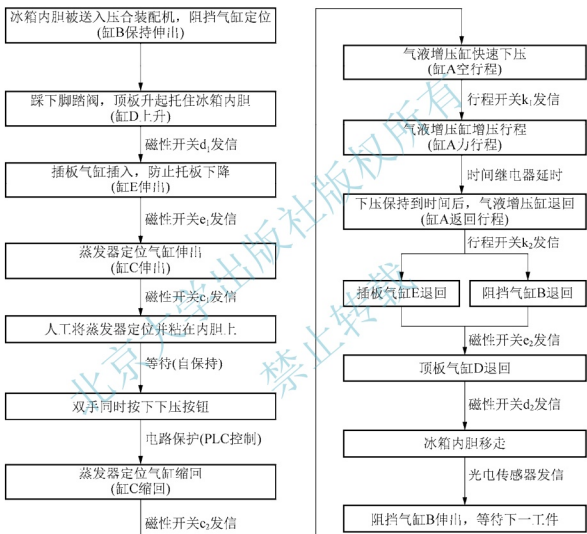 冰箱内胆被送入压合装配机，阻挡气缸定位
(缸B保持伸出)
踩下脚踏阀，顶板升起托住冰箱内胆
(缸D上升)
磁性开关d₁发信
插板气缸插入，防止托板下降
(缸E伸出)
磁性开关e₁发信
蒸发器定位气缸伸出
(缸C伸出)
磁性开关c₁发信
人工将蒸发器定位并粘在内胆上
等待(自保持)
双手同时按下下压按钮
电路保护(PLC控制)
蒸发器定位气缸缩回
(缸C缩回)
磁性开关c₂发信
气液增压缸快速下压
(缸A空行程)
行程开关k₁发信
气液增压缸增压行程
(缸A力行程)
时间继电器延时
下压保持到时间后，气液增压缸退回
(缸A返回行程)
行程开关k₂发信
插板气缸E退回
阻挡气缸B退回
磁性开关e₂发信
顶板气缸D退回
磁性开关d₂发信
冰箱内胆移走
光电传感器发信
阻挡气缸B伸出，等待下一工件
北京大学出版社版权所有
禁止转载